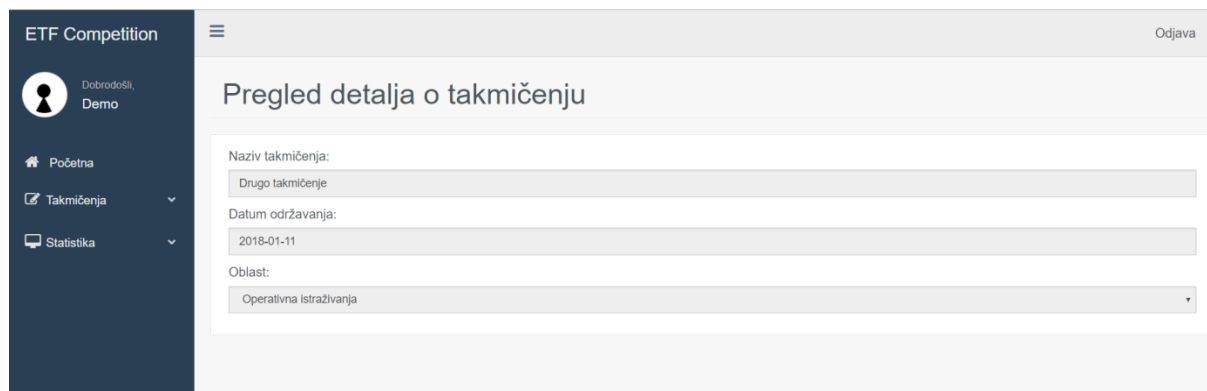 ETF Competition
Odjava
Dobrodošli,
Demo
Početna
Takmičenja
Statistika
Pregled detalja o takmičenju
Naziv takmičenja:
Drugo takmičenje
Datum održavanja:
2018-01-11
Oblast:
Operativna istraživanja